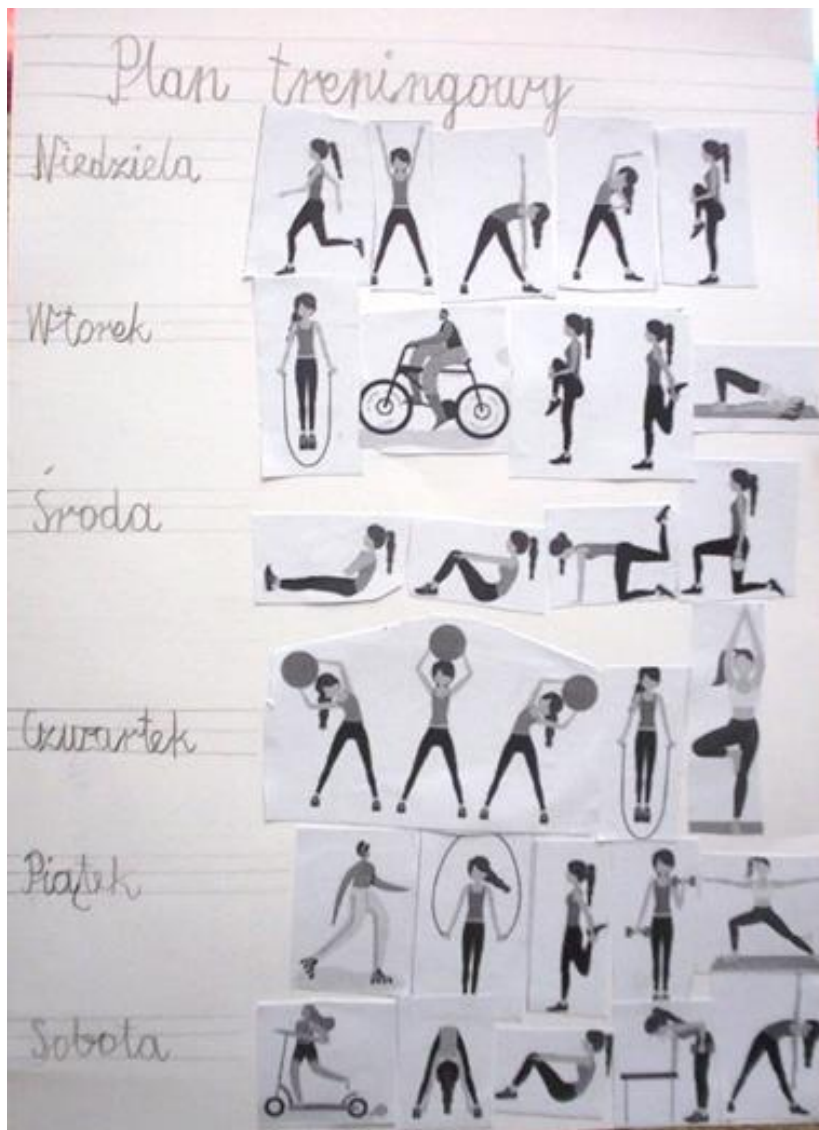 Plan treningowy
Niedziela
Wtorek
Środa
Czwartek
Piątek
Sobota